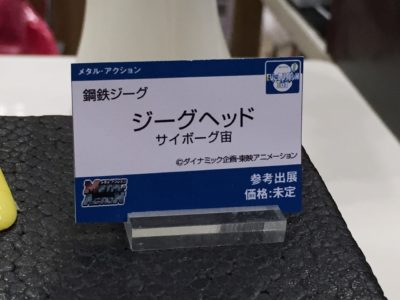 メタル・アクション
鋼鉄ジーグ
ジーグヘッド
サイボーグ宙
©ダイナミック企画・東映アニメーション
METAL
ACTION
参考出展
価格:未定